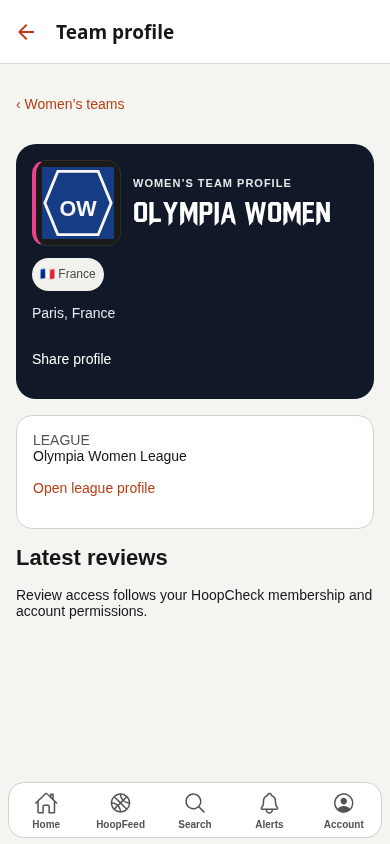 Team profile
‹ Women’s teams
OW
WOMEN’S TEAM PROFILE
OLYMPIA WOMEN
🇫🇷 France
Paris, France
Share profile
LEAGUE
Olympia Women League
Open league profile
Latest reviews
Review access follows your HoopCheck membership and
account permissions.
Home HoopFeed Search Alerts Account